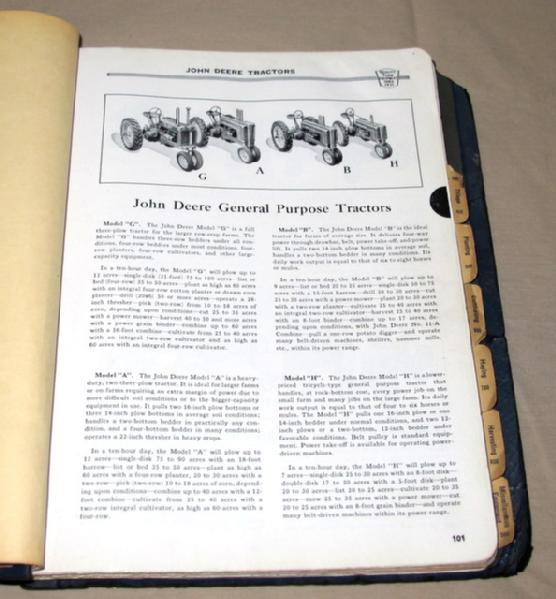 JOHN DEERE TRACTORS
G A B H
John Deere General Purpose Tractors
Model "G". The John Deere Model "G" is a full
three-plow tractor for the larger row-crop farms. The
Model "G" handles three-row bedders under all con-
ditions, four-row bedders under most conditions, four-
row planters, four-row cultivators, and other large-
capacity equipment.
In a ten-hour day, the Model "G" will plow up to
12 acres—single-disk (21-foot) 75 to 100 acres—list or
bed (four-row) 35 to 50 acres—plant as high as 60 acres
with an integral four-row cotton planter or drawn corn
planter—drill 50 or more acres—operate a 28-
inch thresher—pick (two-row) from 10 to 18 acres of
corn, depending upon conditions—cut 25 to 35 acres
with a power mower—harvest 40 to 50 and more acres
with a power grain binder—combine up to 60 acres
with a 16-foot combine—cultivate from 25 to 40 acres
with an integral two-row cultivator and as high as
60 acres with an integral four-row cultivator.
Model "A". The John Deere Model "A" is a heavy-
duty, two-three-plow tractor. It is ideal for larger farms
or on farms requiring an extra margin of power due to
more difficult soil conditions or to the bigger-capacity
equipment in use. It pulls two 16-inch plow bottoms or
three 14-inch plow bottoms in average soil conditions;
handles a two-bottom bedder in practically any con-
dition, and a four-bottom bedder in many conditions;
operates a 22-inch thresher in heavy crops.
In a ten-hour day, the Model "A" will plow up to
12 acres—single-disk 75 to 90 acres with an 18-foot
harrow—list or bed 25 to 50 acres—plant as high as
60 acres with a four-row planter, 20 to 30 acres with a
two-row—pick (two-row) 10 to 18 acres of corn, depend-
ing upon conditions—combine up to 40 acres with a 12-
foot combine—cultivate from 25 to 40 acres with a
two-row integral cultivator, as high as 60 acres with a
four-row.
Model "B". The John Deere Model "B" is the ideal
tractor for farms of average size. It delivers four-way
power through drawbar, belt, power take-off, and power
lift. It pulls two 14-inch plow bottoms in average soil,
handles a two-bottom bedder in many conditions. Its
daily work output is equal to that of six to eight horses
or mules.
In a ten-hour day, the Model "B" will plow up to
9 acres—list or bed 20 to 25 acres—single-disk 50 to 75
acres with a 15-foot harrow—drill 25 to 30 acres—cut
25 to 35 acres with a power mower—plant 20 to 30 acres
with a two-row planter—cultivate 25 to 40 acres with
an integral two-row cultivator—harvest 25 to 40 acres
with an 8-foot binder—combine up to 17 acres, de-
pending upon conditions, with John Deere No. 11-A
Combine—pull a one-row potato digger—and operate
many belt-driven machines, shellers, hammer mills,
etc., within its power range.
Model "H". The John Deere Model "H" is a lower-
priced tricycle-type general purpose tractor that
handles, at rock-bottom cost, every power job on the
small farm and many jobs on the large farm. Its daily
work output is equal to that of four to six horses or
mules. The Model "H" pulls one 16-inch plow or one
14-inch bedder under normal conditions, and two 12-
inch plows or a two-bottom, 12-inch bedder under
favorable conditions. Belt pulley is standard equip-
ment. Power take-off is available for operating power-
driven machines.
In a ten-hour day, the Model "H" will plow up to
7 acres—single-disk 35 acres with an 8-foot disk—
double-disk 17 to 20 acres with a 5-foot disk—plant
20 to 30 acres—list 20 to 25 acres—cultivate 20 to 35
acres—mow 25 to 35 acres with a power mower—cut
20 to 25 acres with an 8-foot grain binder—and operate
many belt-driven machines within its power range.
101
Tillage
Planting
Cultivating
Haying
Harvesting